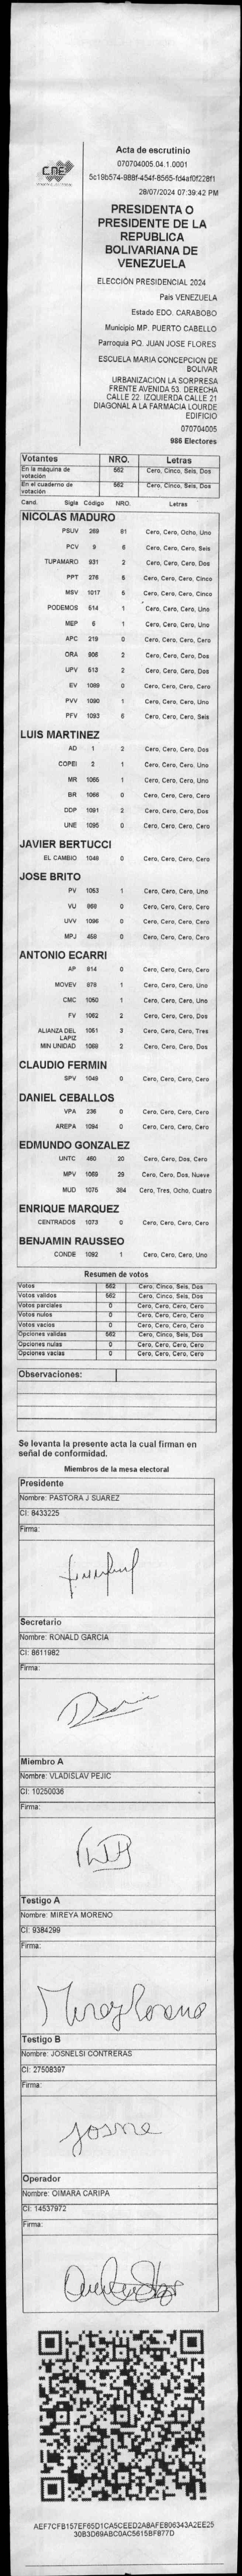 CNE
Acta de escrutinio
070704005.04.1.0001
5c19b574-988f-454f-8565-fd4af0f228f1
28/07/2024 07:39:42 PM
PRESIDENTA O
PRESIDENTE DE LA
REPUBLICA
BOLIVARIANA DE
VENEZUELA
ELECCIÓN PRESIDENCIAL 2024
Pais VENEZUELA
Estado EDO. CARABOBO
Municipio MP. PUERTO CABELLO
Parroquia PQ. JUAN JOSE FLORES
ESCUELA MARIA CONCEPCION DE
BOLIVAR
URBANIZACION LA SORPRESA
FRENTE AVENIDA 53. DERECHA
CALLE 22. IZQUIERDA CALLE 21
DIAGONAL A LA FARMACIA LOURDE
EDIFICIO
070704005
986 Electores
Votantes NRO. Letras
En la máquina de votación 562 Cero, Cinco, Seis, Dos
En el cuaderno de votación 562 Cero, Cinco, Seis, Dos
Cand. Sigla Código NRO. Letras
NICOLAS MADURO
PSUV 269 81 Cero, Cero, Ocho, Uno
PCV 9 6 Cero, Cero, Cero, Seis
TUPAMARO 931 2 Cero, Cero, Cero, Dos
PPT 276 5 Cero, Cero, Cero, Cinco
MSV 1017 5 Cero, Cero, Cero, Cinco
PODEMOS 514 1 Cero, Cero, Cero, Uno
MEP 6 1 Cero, Cero, Cero, Uno
APC 219 0 Cero, Cero, Cero, Cero
ORA 906 2 Cero, Cero, Cero, Dos
UPV 513 2 Cero, Cero, Cero, Dos
EV 1089 0 Cero, Cero, Cero, Cero
PVV 1090 1 Cero, Cero, Cero, Uno
PFV 1093 6 Cero, Cero, Cero, Seis
LUIS MARTINEZ
AD 1 2 Cero, Cero, Cero, Dos
COPEI 2 1 Cero, Cero, Cero, Uno
MR 1065 1 Cero, Cero, Cero, Uno
BR 1066 0 Cero, Cero, Cero, Cero
DDP 1091 2 Cero, Cero, Cero, Dos
UNE 1095 0 Cero, Cero, Cero, Cero
JAVIER BERTUCCI
EL CAMBIO 1048 0 Cero, Cero, Cero, Cero
JOSE BRITO
PV 1053 1 Cero, Cero, Cero, Uno
VU 968 0 Cero, Cero, Cero, Cero
UVV 1096 0 Cero, Cero, Cero, Cero
MPJ 458 0 Cero, Cero, Cero, Cero
ANTONIO ECARRI
AP 814 0 Cero, Cero, Cero, Cero
MOVEV 878 1 Cero, Cero, Cero, Uno
CMC 1050 1 Cero, Cero, Cero, Uno
FV 1062 2 Cero, Cero, Cero, Dos
ALIANZA DEL LAPIZ 1051 3 Cero, Cero, Cero, Tres
MIN UNIDAD 1068 2 Cero, Cero, Cero, Dos
CLAUDIO FERMIN
SPV 1049 0 Cero, Cero, Cero, Cero
DANIEL CEBALLOS
VPA 236 0 Cero, Cero, Cero, Cero
AREPA 1094 0 Cero, Cero, Cero, Cero
EDMUNDO GONZALEZ
UNTC 460 20 Cero, Cero, Dos, Cero
MPV 1069 29 Cero, Cero, Dos, Nueve
MUD 1075 384 Cero, Tres, Ocho, Cuatro
ENRIQUE MARQUEZ
CENTRADOS 1073 0 Cero, Cero, Cero, Cero
BENJAMIN RAUSSEO
CONDE 1092 1 Cero, Cero, Cero, Uno
Resumen de votos
Votos 562 Cero, Cinco, Seis, Dos
Votos validos 562 Cero, Cinco, Seis, Dos
Votos parciales 0 Cero, Cero, Cero, Cero
Votos nulos 0 Cero, Cero, Cero, Cero
Votos vacios 0 Cero, Cero, Cero, Cero
Opciones validas 562 Cero, Cinco, Seis, Dos
Opciones nulas 0 Cero, Cero, Cero, Cero
Opciones vacias 0 Cero, Cero, Cero, Cero
Observaciones:
Se levanta la presente acta la cual firman en
señal de conformidad.
Miembros de la mesa electoral
Presidente
Nombre: PASTORA J SUAREZ
CI: 8433225
Firma:
Secretario
Nombre: RONALD GARCIA
CI: 8611982
Firma:
Miembro A
Nombre: VLADISLAV PEJIC
CI: 10250036
Firma:
Testigo A
Nombre: MIREYA MORENO
CI: 9384299
Firma:
Testigo B
Nombre: JOSNELSI CONTRERAS
CI: 27508397
Firma:
Josne
Operador
Nombre: OIMARA CARIPA
CI: 14537972
Firma:
AEF7CFB157EF65D1CA5CEED2A8AFE806343A2EE25
30B3D69ABC0AC5615BF877D